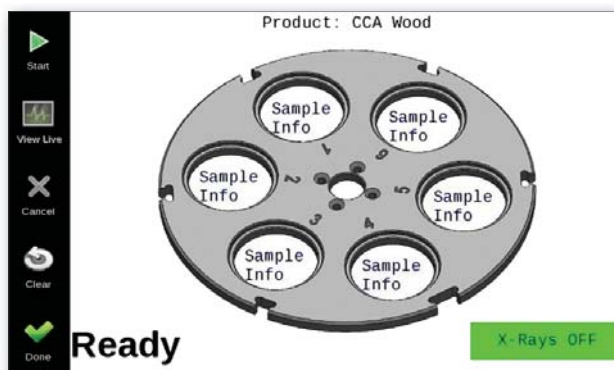 Product: CCA Wood
Start
View Live
Cancel
Clear
Done
Sample
Info
1
Sample
Info
6
Sample
Info
2
Sample
Info
5
Sample
Info
3
Sample
Info
4
Ready
X-Rays OFF